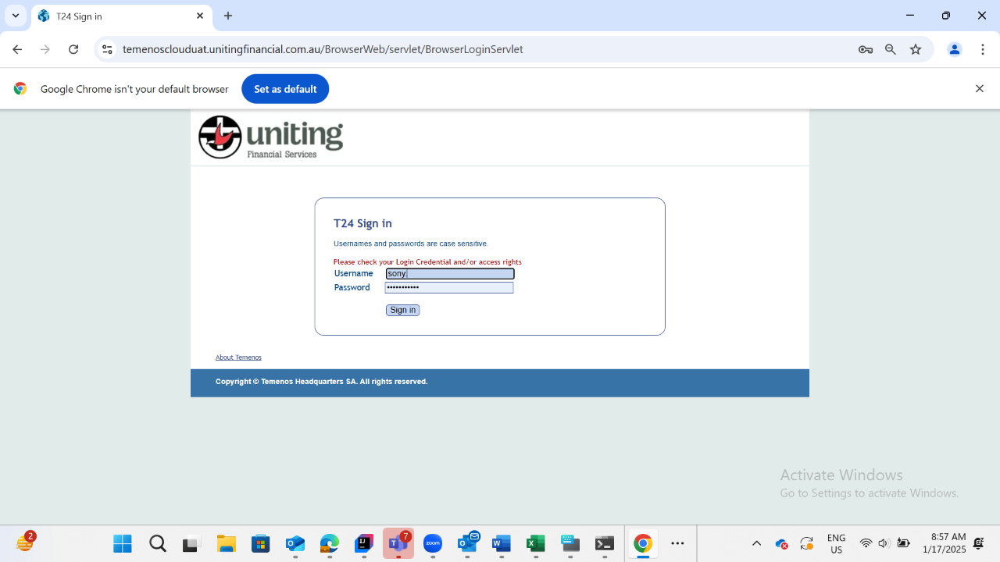 T24 Sign in
temenosclouduat.unitingfinancial.com.au/BrowserWeb/servlet/BrowserLoginServlet
Google Chrome isn't your default browser
Set as default
uniting
Financial Services
T24 Sign in
Usernames and passwords are case sensitive.
Please check your Login Credential and/or access rights
Username sony.
Password •••••••••••
Sign in
About Temenos
Copyright © Temenos Headquarters SA. All rights reserved.
Activate Windows
Go to Settings to activate Windows.
2
7
zoom
ENG
US
8:57 AM
1/17/2025